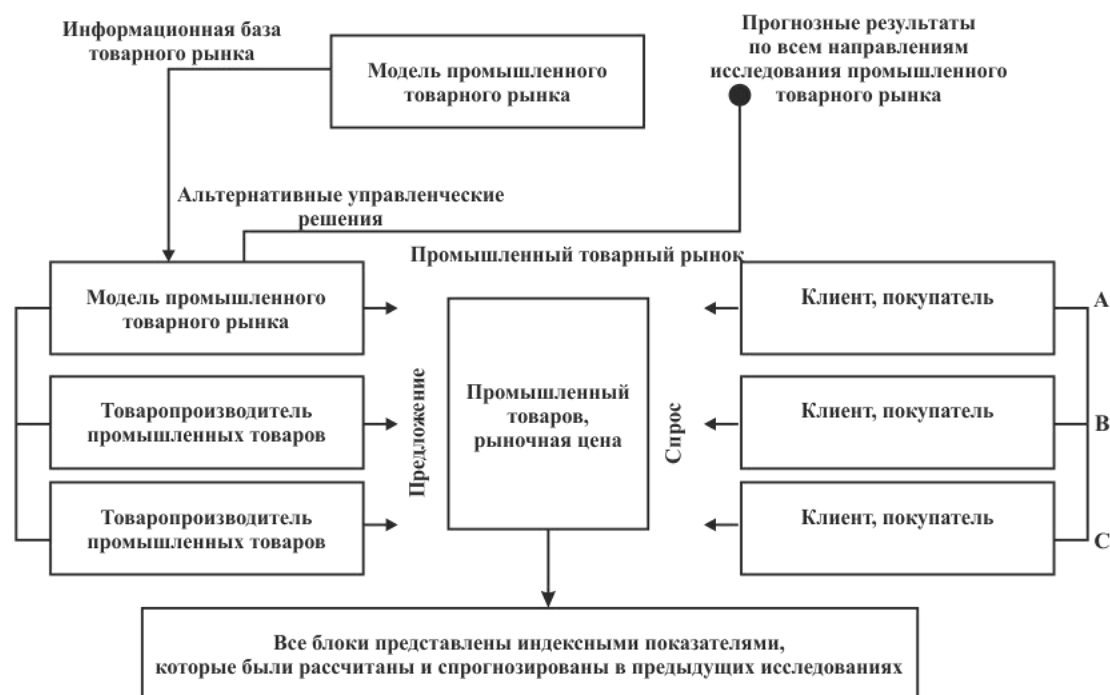 Информационная база
товарного рынка
Модель промышленного
товарного рынка
Прогнозные результаты
по всем направлениям
исследования промышленного
товарного рынка
Альтернативные управленческие
решения
Промышленный товарный рынок
Модель промышленного
товарного рынка
Товаропроизводитель
промышленных товаров
Товаропроизводитель
промышленных товаров
Предложение
Промышленный
товаров,
рыночная цена
Спрос
Клиент, покупатель
A
Клиент, покупатель
B
Клиент, покупатель
C
Все блоки представлены индексными показателями,
которые были рассчитаны и спрогнозированы в предыдущих исследованиях